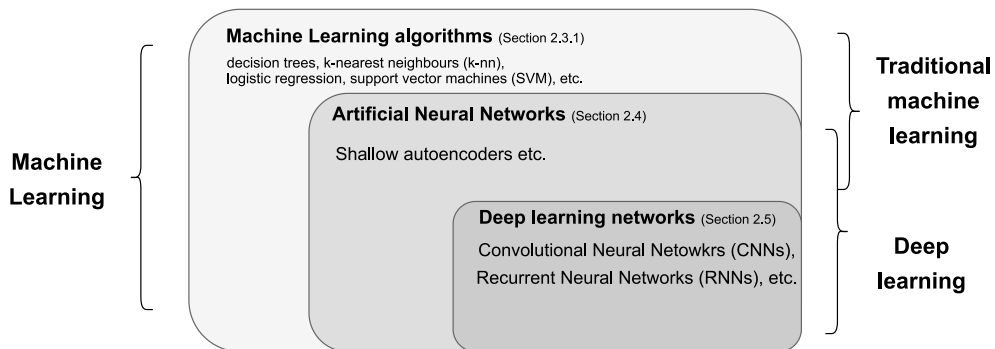 Machine Learning algorithms (Section 2.3.1)
decision trees, k-nearest neighbours (k-nn),
logistic regression, support vector machines (SVM), etc.
Artificial Neural Networks (Section 2.4)
Shallow autoencoders etc.
Deep learning networks (Section 2.5)
Convolutional Neural Netowkrs (CNNs),
Recurrent Neural Networks (RNNs), etc.
Machine
Learning
Traditional
machine
learning
Deep
learning